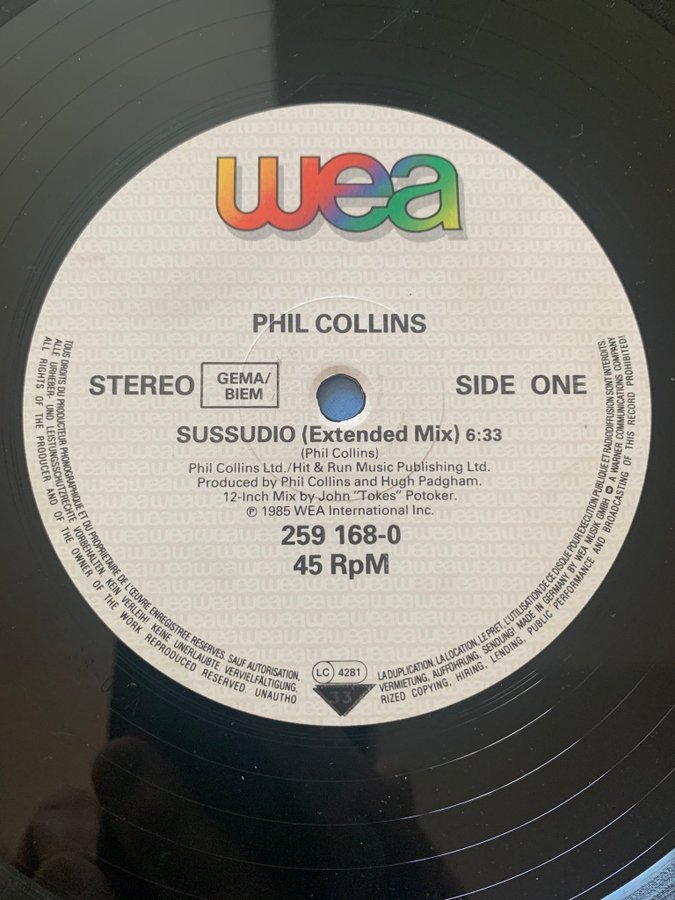 wea
PHIL COLLINS
STEREO
GEMA/
BIEM
SIDE ONE
SUSSUDIO (Extended Mix) 6:33
(Phil Collins)
Phil Collins Ltd./Hit & Run Music Publishing Ltd.
Produced by Phil Collins and Hugh Padgham.
12-Inch Mix by John "Tokes" Potoker.
℗ 1985 WEA International Inc.
259 168-0
45 RpM
LC 4281
33
TOUS DROITS DU PRODUCTEUR PHONOGRAPHIQUE ET DU PROPRIETAIRE DE L'ŒUVRE ENREGISTREE RESERVES. SAUF AUTORISATION, LA DUPLICATION, LA LOCATION, LE PRET, L'UTILISATION DE CE DISQUE POUR EXECUTION PUBLIQUE ET RADIODIFFUSION SONT INTERDITS.
ALLE URHEBER- UND LEISTUNGSSCHUTZRECHTE VORBEHALTEN. KEIN VERLEIH! KEINE UNERLAUBTE VERVIELFÄLTIGUNG, VERMIETUNG, AUFFÜHRUNG, SENDUNG! MADE IN GERMANY BY WEA MUSIK GMBH A WARNER COMMUNICATIONS COMPANY
ALL RIGHTS OF THE PRODUCER AND OF THE OWNER OF THE WORK REPRODUCED RESERVED. UNAUTHORIZED COPYING, HIRING, LENDING, PUBLIC PERFORMANCE AND BROADCASTING OF THIS RECORD PROHIBITED!